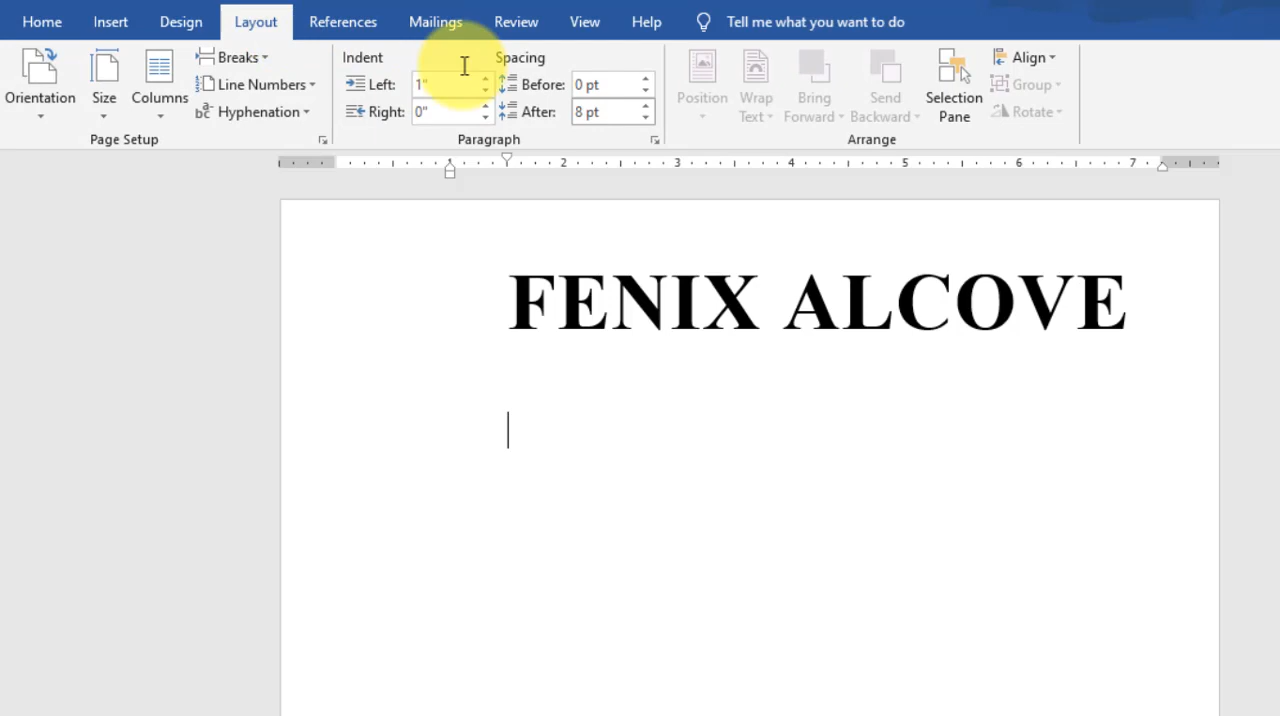 Home Insert Design Layout References Mailings Review View Help Tell me what you want to do
Orientation
Size
Columns
Breaks
Line Numbers
bc Hyphenation
Page Setup
Indent
Left: 1"
Right: 0"
Spacing
Before: 0 pt
After: 8 pt
Paragraph
Position
Wrap
Text
Bring
Forward
Send
Backward
Selection
Pane
Align
Group
Rotate
Arrange
1 2 3 4 5 6 7
FENIX ALCOVE